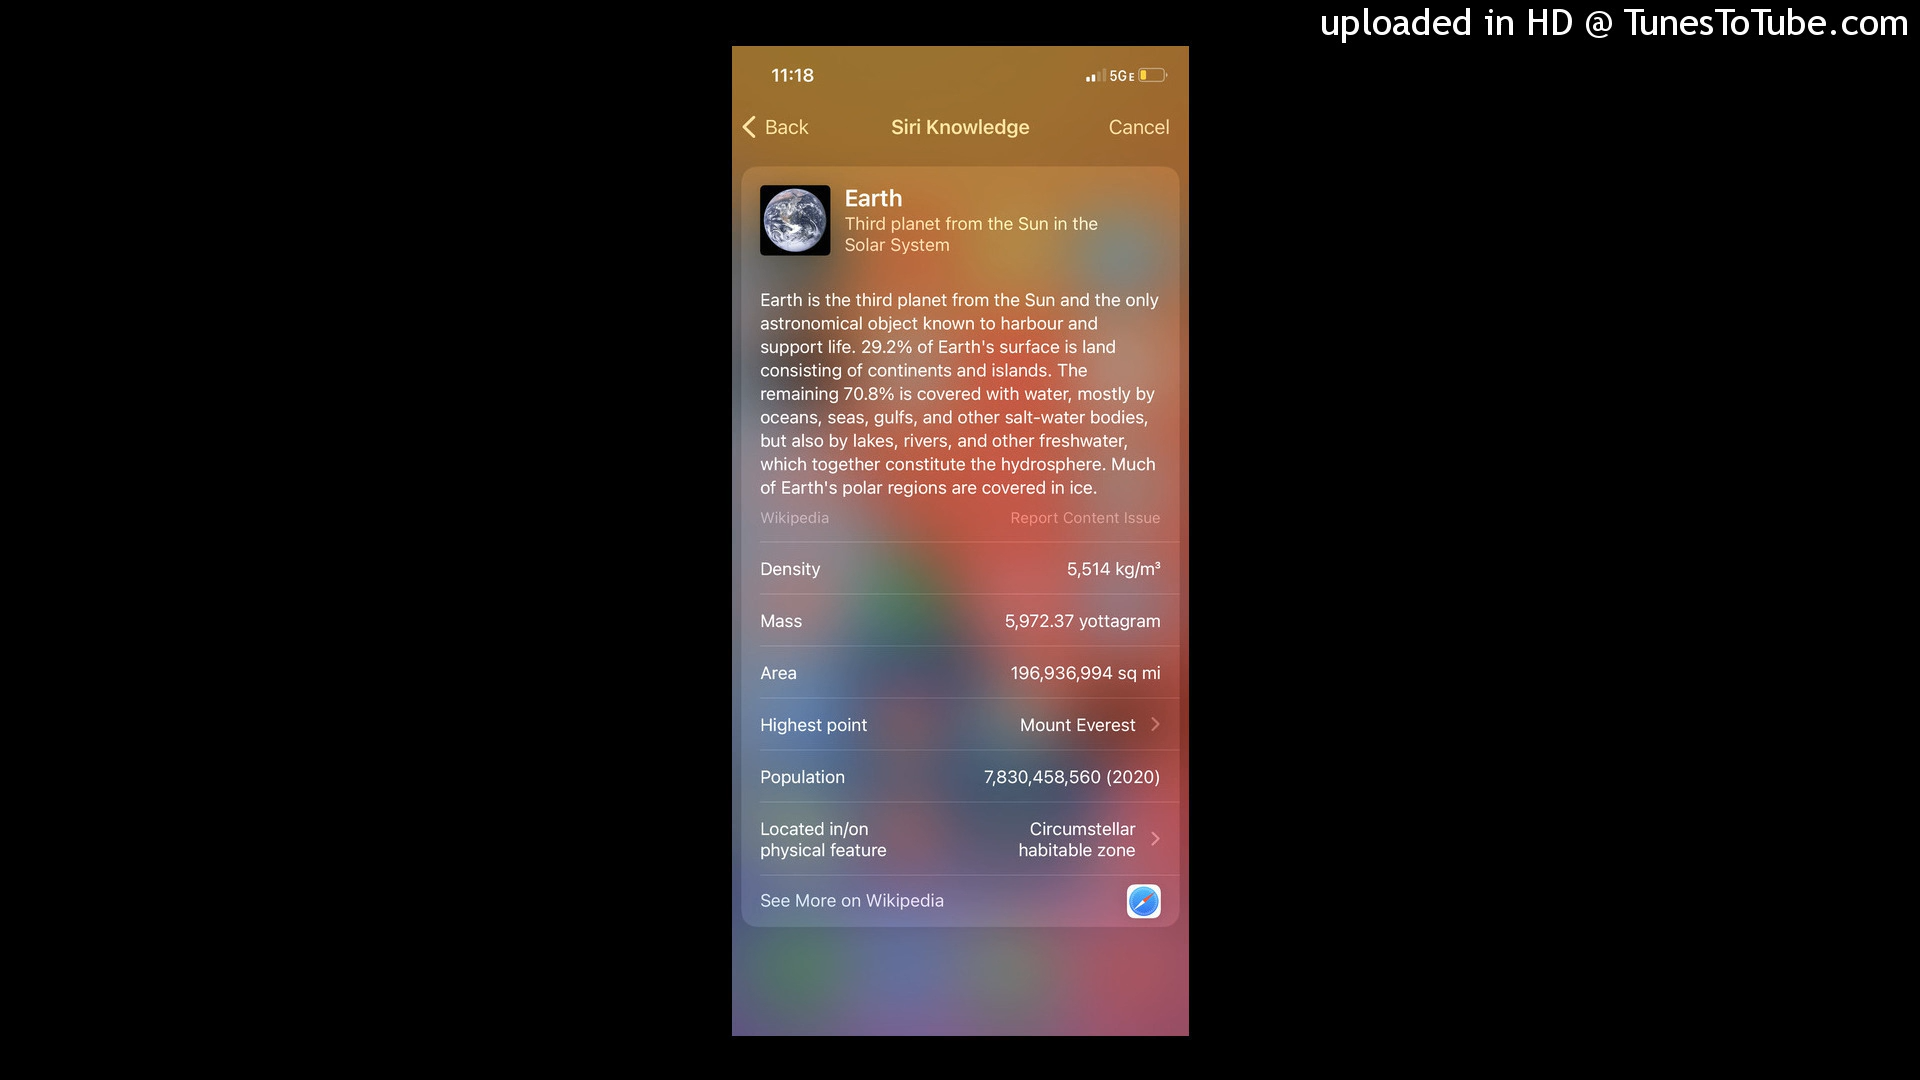 uploaded in HD @ TunesToTube.com
11:18
5GE
Back
Siri Knowledge
Cancel
Earth
Third planet from the Sun in the
Solar System
Earth is the third planet from the Sun and the only
astronomical object known to harbour and
support life. 29.2% of Earth's surface is land
consisting of continents and islands. The
remaining 70.8% is covered with water, mostly by
oceans, seas, gulfs, and other salt-water bodies,
but also by lakes, rivers, and other freshwater,
which together constitute the hydrosphere. Much
of Earth's polar regions are covered in ice.
Wikipedia
Report Content Issue
Density
5,514 kg/m³
Mass
5,972.37 yottagram
Area
196,936,994 sq mi
Highest point
Mount Everest
Population
7,830,458,560 (2020)
Located in/on
physical feature
Circumstellar
habitable zone
See More on Wikipedia